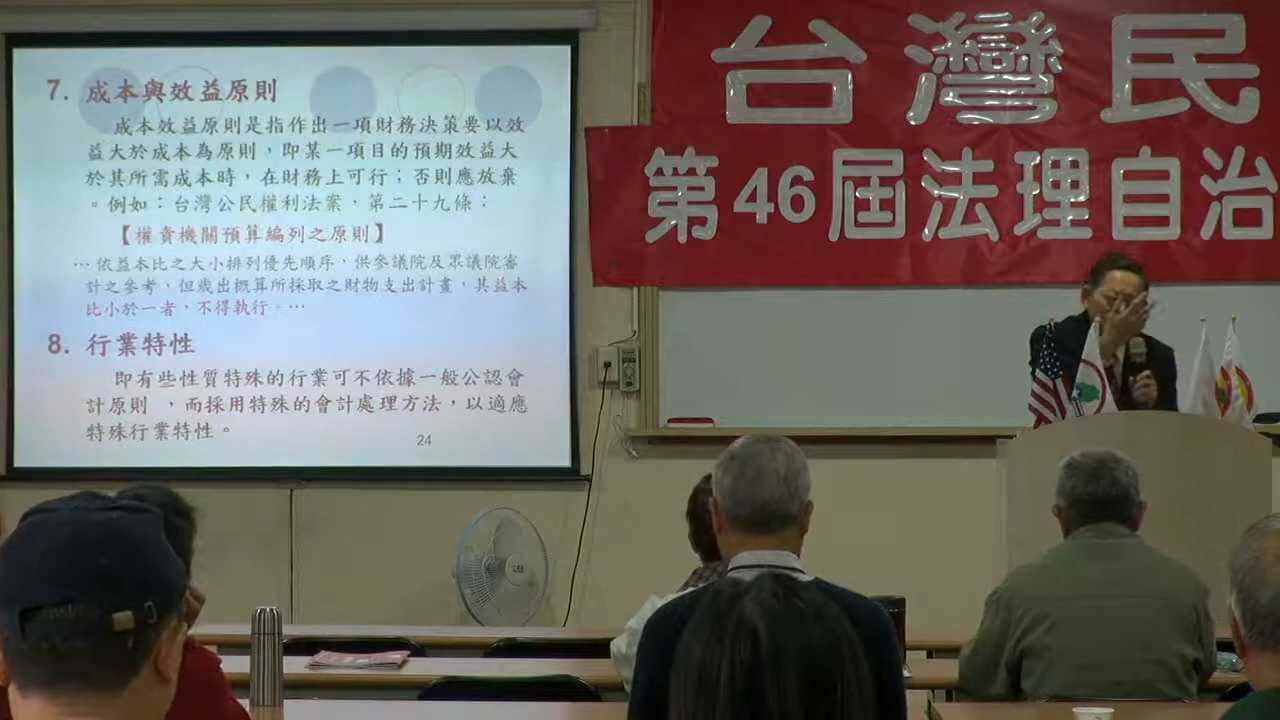 7. 成本與效益原則
成本效益原則是指作出一項財務決策要以效
益大於成本為原則，即某一項目的預期效益大
於其所需成本時，在財務上可行；否則應放棄
。例如：台灣公民權利法案，第二十九條：
【權責機關預算編列之原則】
…依益本比之大小排列優先順序，供參議院及眾議院審
計之參考，但歲出概算所採取之財物支出計畫，其益本
比小於一者，不得執行。…
8. 行業特性
即有些性質特殊的行業可不依據一般公認會
計原則 ，而採用特殊的會計處理方法，以適應
特殊行業特性。
24
台灣民
第46屆法理自治